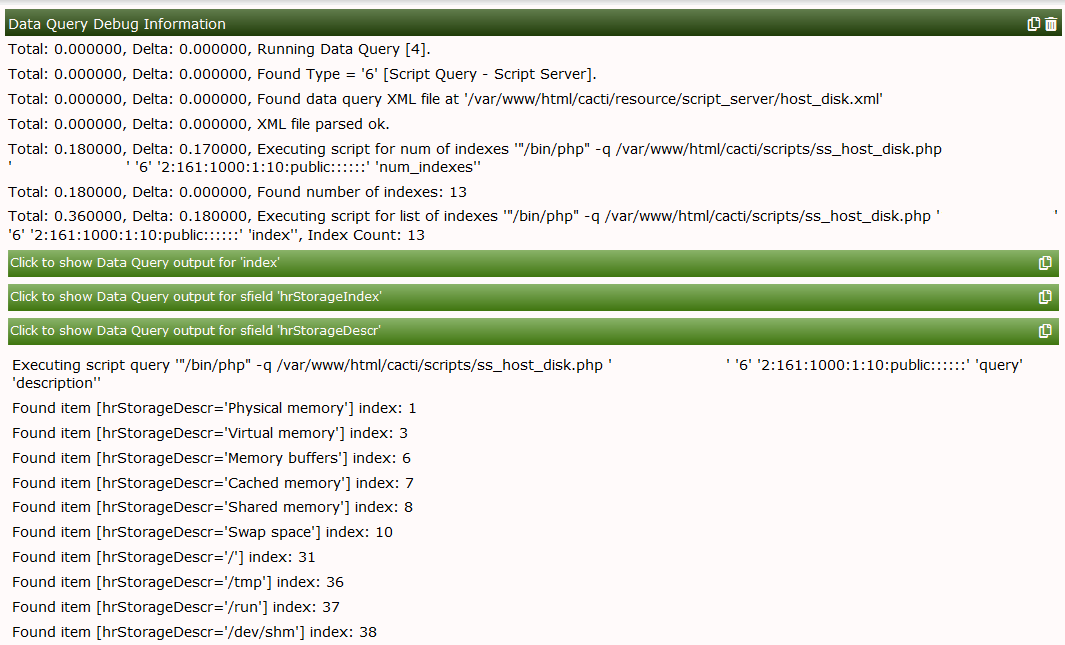 Data Query Debug Information
Total: 0.000000, Delta: 0.000000, Running Data Query [4].
Total: 0.000000, Delta: 0.000000, Found Type = '6' [Script Query - Script Server].
Total: 0.000000, Delta: 0.000000, Found data query XML file at '/var/www/html/cacti/resource/script_server/host_disk.xml'
Total: 0.000000, Delta: 0.000000, XML file parsed ok.
Total: 0.180000, Delta: 0.170000, Executing script for num of indexes '"/bin/php" -q /var/www/html/cacti/scripts/ss_host_disk.php
' ' '6' '2:161:1000:1:10:public::::::' 'num_indexes''
Total: 0.180000, Delta: 0.000000, Found number of indexes: 13
Total: 0.360000, Delta: 0.180000, Executing script for list of indexes '"/bin/php" -q /var/www/html/cacti/scripts/ss_host_disk.php ' '
'6' '2:161:1000:1:10:public::::::' 'index'', Index Count: 13
Click to show Data Query output for 'index'
Click to show Data Query output for sfield 'hrStorageIndex'
Click to show Data Query output for sfield 'hrStorageDescr'
Executing script query '"/bin/php" -q /var/www/html/cacti/scripts/ss_host_disk.php ' ' '6' '2:161:1000:1:10:public::::::' 'query'
'description''
Found item [hrStorageDescr='Physical memory'] index: 1
Found item [hrStorageDescr='Virtual memory'] index: 3
Found item [hrStorageDescr='Memory buffers'] index: 6
Found item [hrStorageDescr='Cached memory'] index: 7
Found item [hrStorageDescr='Shared memory'] index: 8
Found item [hrStorageDescr='Swap space'] index: 10
Found item [hrStorageDescr='/'] index: 31
Found item [hrStorageDescr='/tmp'] index: 36
Found item [hrStorageDescr='/run'] index: 37
Found item [hrStorageDescr='/dev/shm'] index: 38